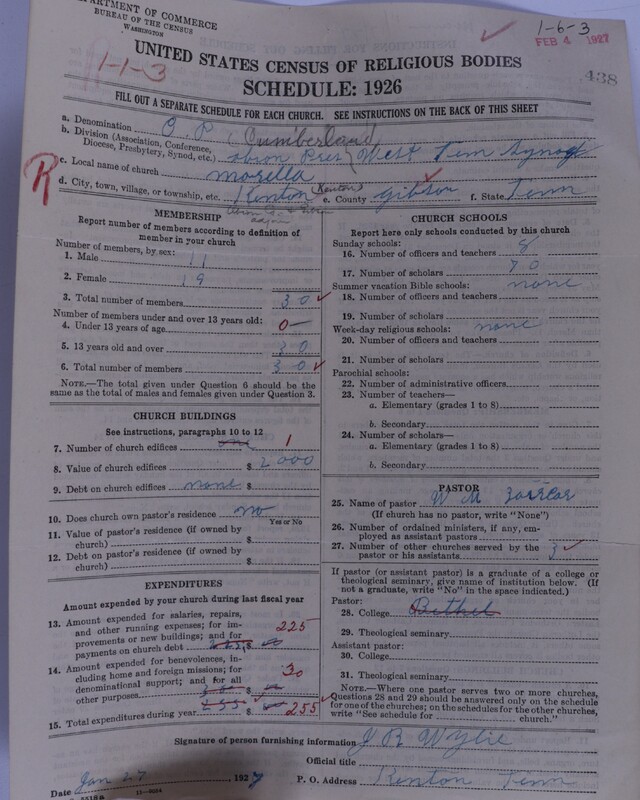 DEPARTMENT OF COMMERCE
BUREAU OF THE CENSUS
WASHINGTON
1-6-3
FEB 4 1927
1-1-3
438
UNITED STATES CENSUS OF RELIGIOUS BODIES
SCHEDULE: 1926
FILL OUT A SEPARATE SCHEDULE FOR EACH CHURCH. SEE INSTRUCTIONS ON THE BACK OF THIS SHEET
a. Denomination C. P. (Cumberland
b. Division (Association, Conference, Diocese, Presbytery, Synod, etc.) obion Pres West Tenn Synod
R
c. Local name of church morella
d. City, town, village, or township, etc. Kenton (Kenton) e. County Gibson f. State Tenn
MEMBERSHIP
Report number of members according to definition of member in your church
Number of members, by sex:
1. Male 11
2. Female 19
3. Total number of members 30
Number of members under and over 13 years old:
4. Under 13 years of age 0
5. 13 years old and over 30
6. Total number of members 30
NOTE.—The total given under Question 6 should be the same as the total of males and females given under Question 3.
CHURCH BUILDINGS
See instructions, paragraphs 10 to 12
7. Number of church edifices one 1
8. Value of church edifices $ 2000
9. Debt on church edifices none $
10. Does church own pastor's residence no
Yes or No
11. Value of pastor's residence (if owned by church) $
12. Debt on pastor's residence (if owned by church) $
EXPENDITURES
Amount expended by your church during last fiscal year
13. Amount expended for salaries, repairs, and other running expenses; for improvements or new buildings; and for payments on church debt $ 225
14. Amount expended for benevolences, including home and foreign missions; for denominational support; and for all other purposes $ 30
15. Total expenditures during year $ 255
CHURCH SCHOOLS
Report here only schools conducted by this church
Sunday schools:
16. Number of officers and teachers 8
17. Number of scholars 70
Summer vacation Bible schools: none
18. Number of officers and teachers
19. Number of scholars
Week-day religious schools: none
20. Number of officers and teachers
21. Number of scholars
Parochial schools:
22. Number of administrative officers
23. Number of teachers—
a. Elementary (grades 1 to 8)
b. Secondary
24. Number of scholars—
a. Elementary (grades 1 to 8)
b. Secondary
PASTOR
25. Name of pastor W M
(If church has no pastor, write "None")
26. Number of ordained ministers, if any, employed as assistant pastors
27. Number of other churches served by the pastor or his assistants 3
If pastor (or assistant pastor) is a graduate of a college or theological seminary, give name of institution below. (If not a graduate, write "None" in the space indicated.)
Pastor:
28. College Bethel
29. Theological seminary
Assistant pastor:
30. College
31. Theological seminary
NOTE.—Where one pastor serves two or more churches, Questions 28 and 29 should be answered only on the schedule for one of the churches; on the schedules for the other churches, write "See schedule for church."
Signature of person furnishing information J R Wylie
Official title
Date Jan 27 1927 P. O. Address Kenton Tenn
11-9094